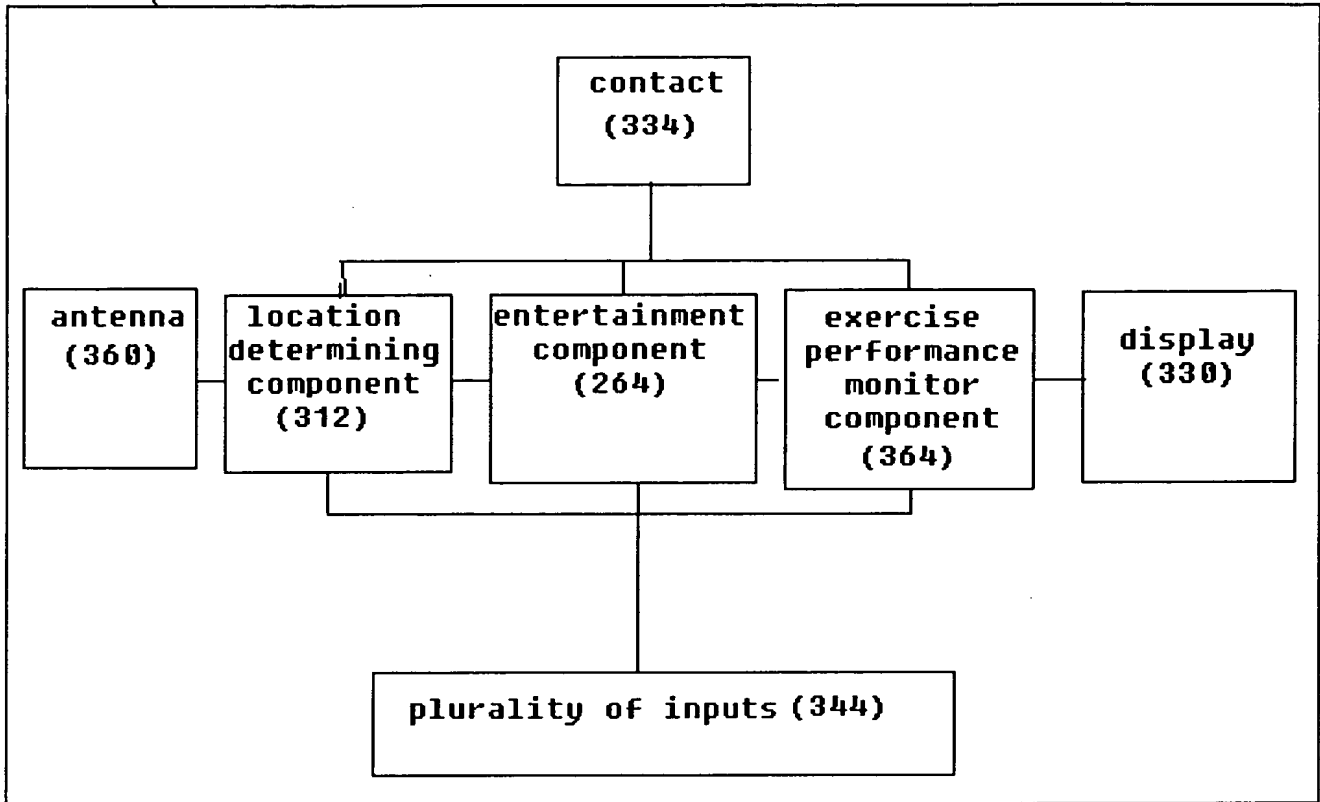 contact
(334)
antenna
(360)
location
determining
component
(312)
entertainment
component
(264)
exercise
performance
monitor
component
(364)
display
(330)
plurality of inputs (344)